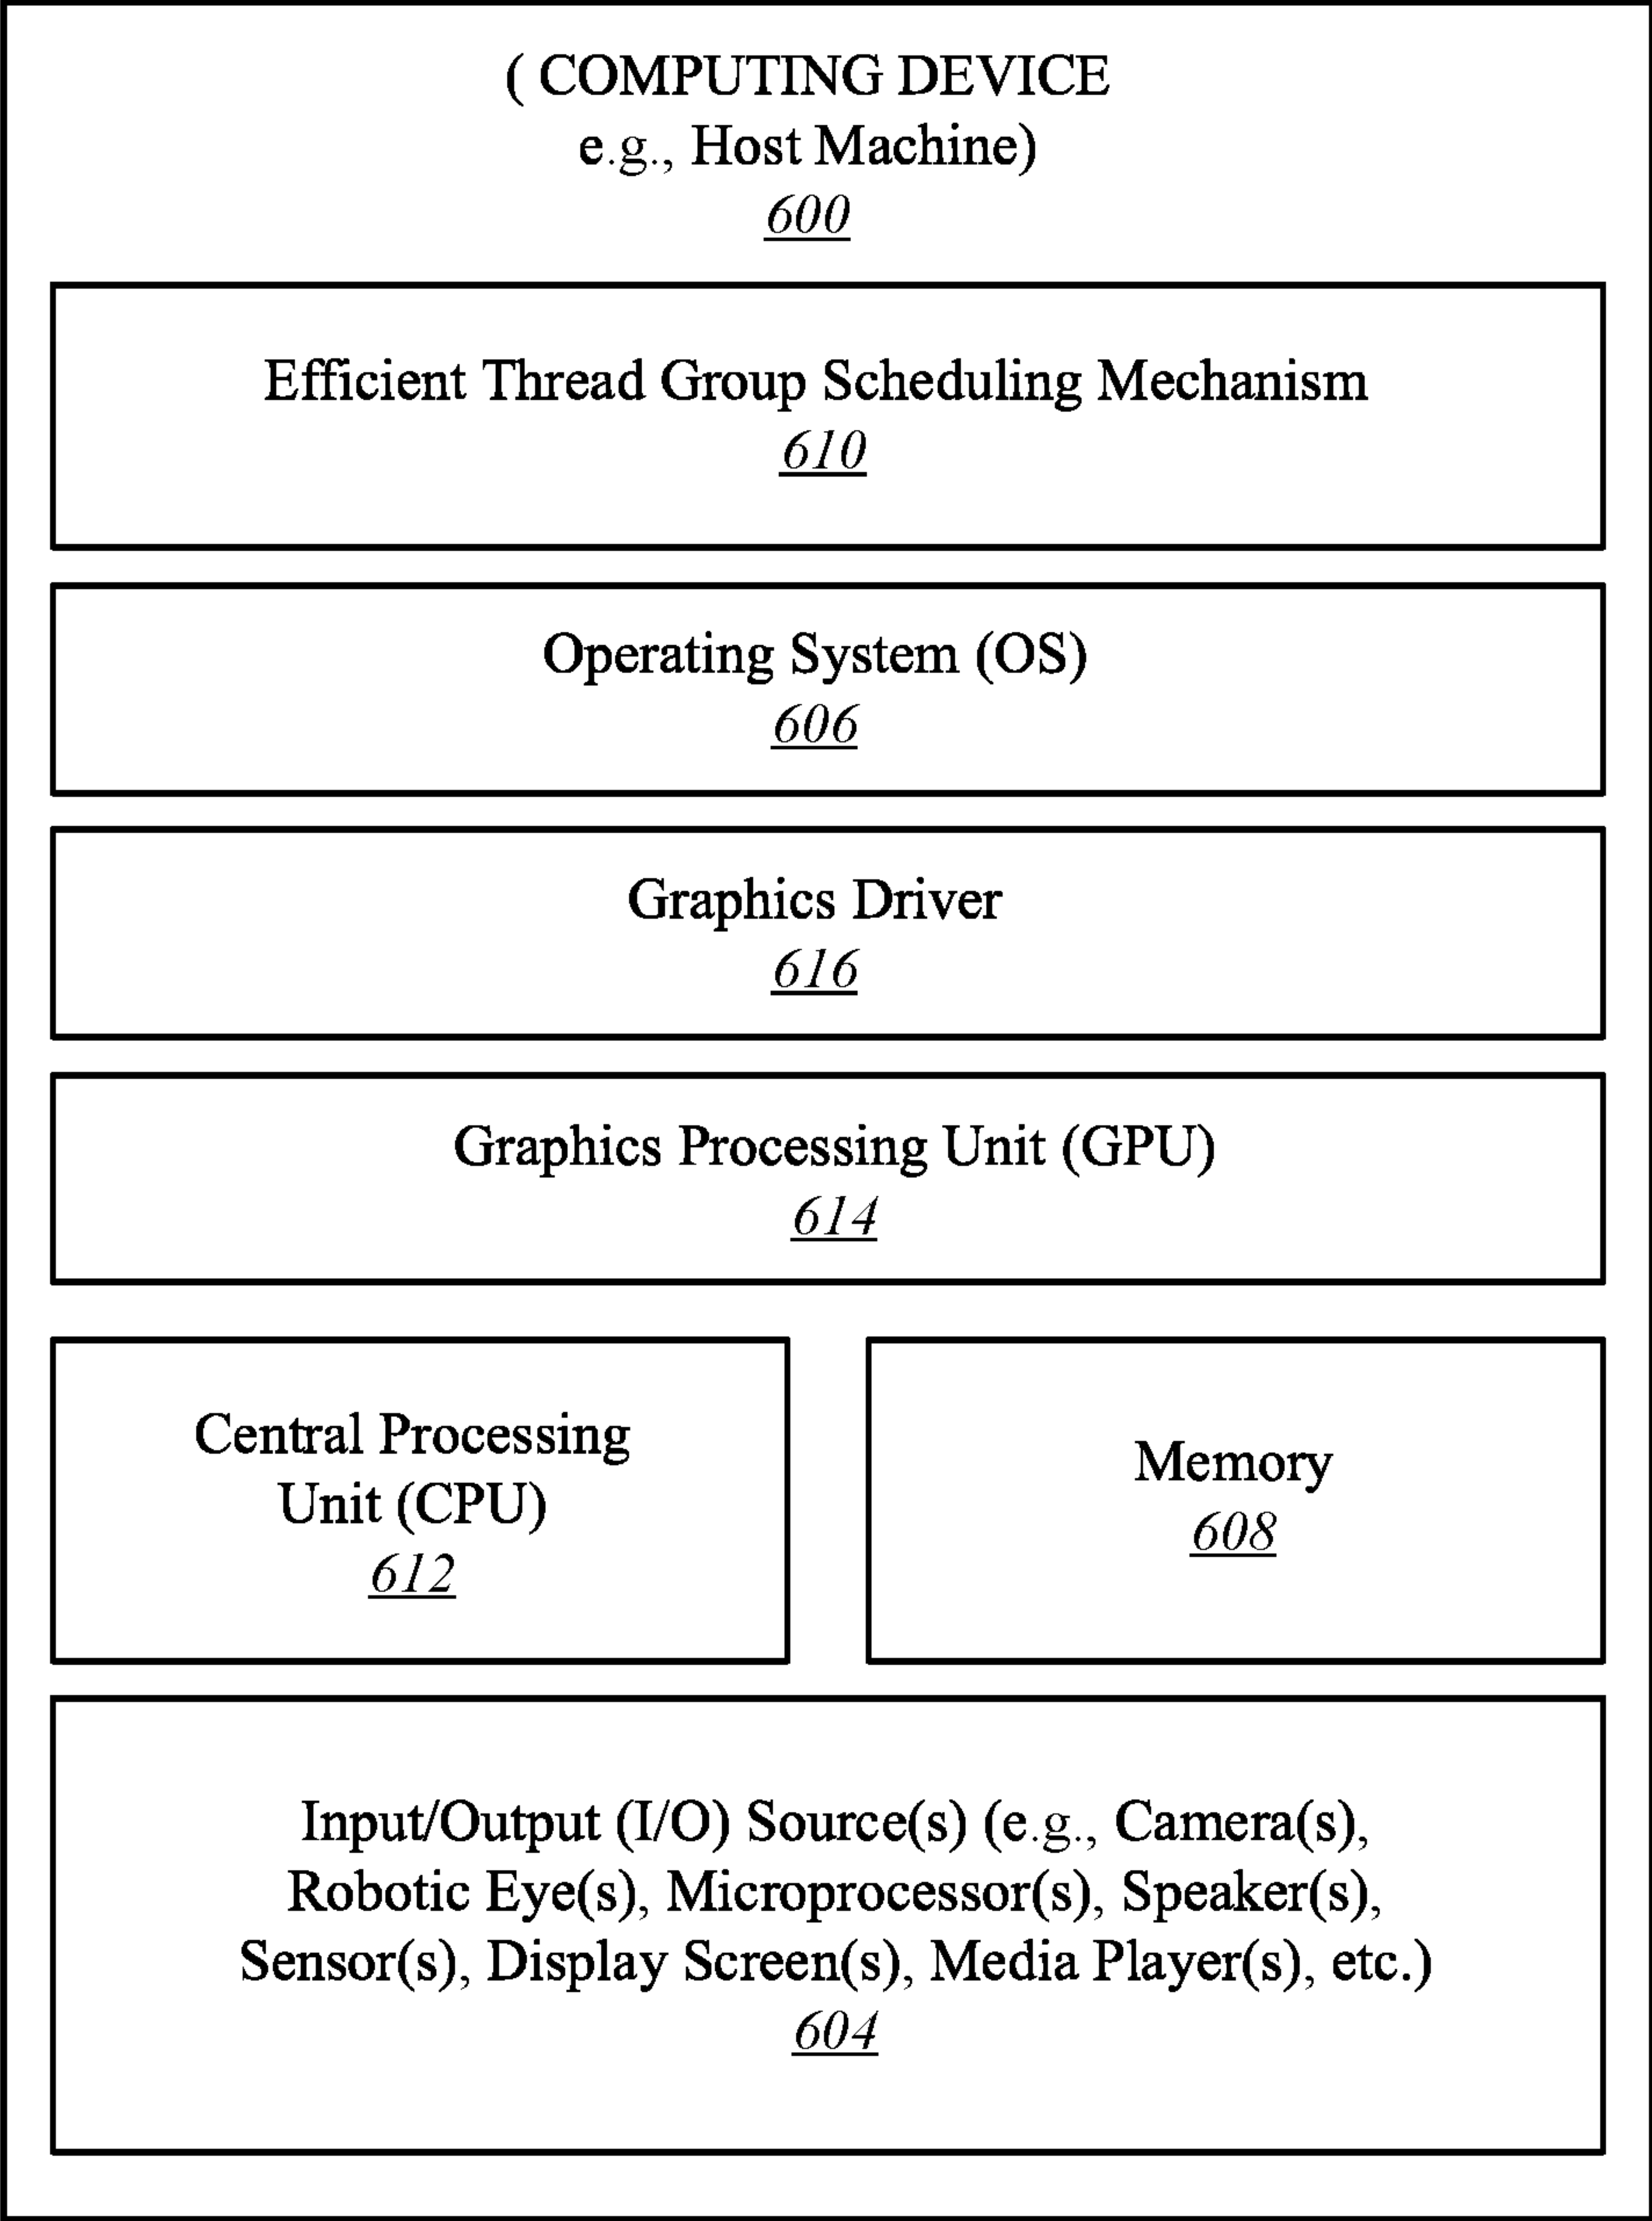 ( COMPUTING DEVICE
e.g., Host Machine)
600
Efficient Thread Group Scheduling Mechanism
610
Operating System (OS)
606
Graphics Driver
616
Graphics Processing Unit (GPU)
614
Central Processing
Unit (CPU)
612
Memory
608
Input/Output (I/O) Source(s) (e.g., Camera(s),
Robotic Eye(s), Microprocessor(s), Speaker(s),
Sensor(s), Display Screen(s), Media Player(s), etc.)
604